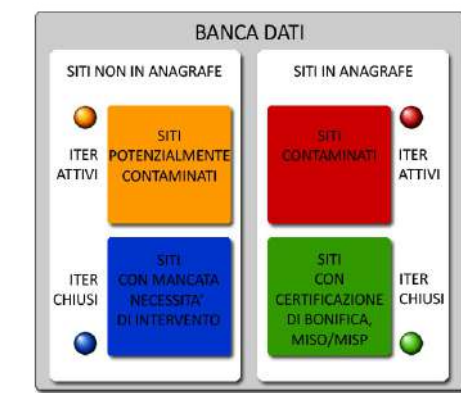 BANCA DATI
SITI NON IN ANAGRAFE
ITER
ATTIVI
SITI
POTENZIALMENTE
CONTAMINATI
ITER
CHIUSI
SITI
CON MANCATA
NECESSITA'
DI INTERVENTO
SITI IN ANAGRAFE
SITI
CONTAMINATI
ITER
ATTIVI
SITI
CON
CERTIFICAZIONE
DI BONIFICA,
MISO/MISP
ITER
CHIUSI